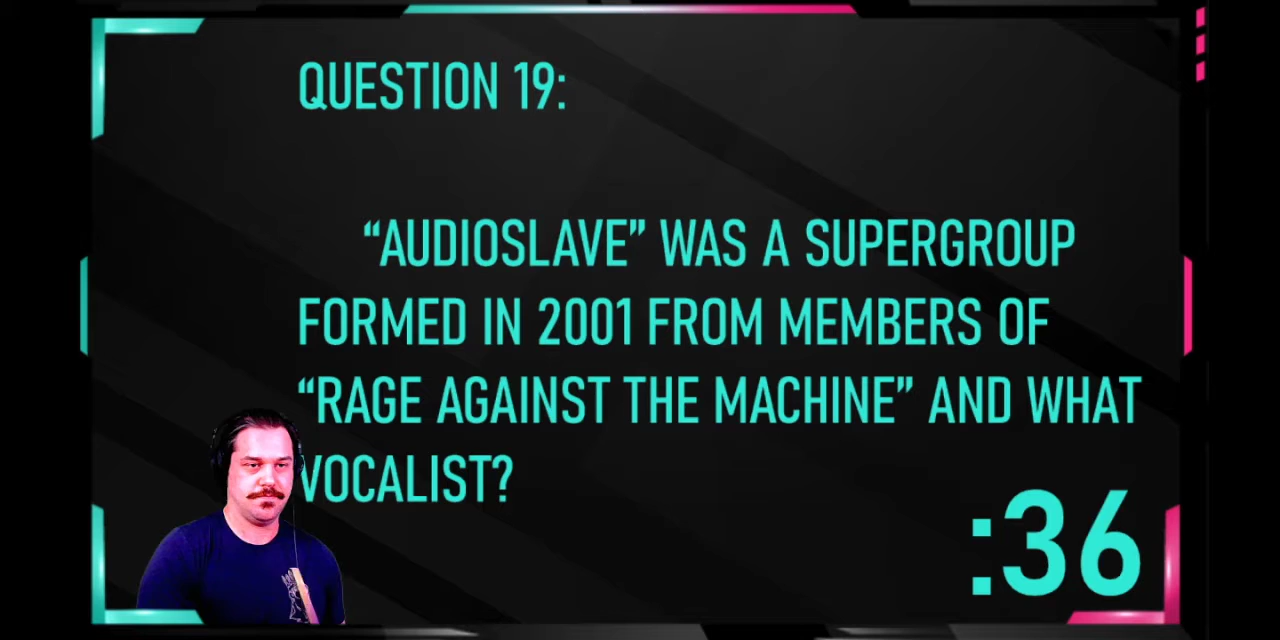 QUESTION 19:
“AUDIOSLAVE” WAS A SUPERGROUP
FORMED IN 2001 FROM MEMBERS OF
“RAGE AGAINST THE MACHINE” AND WHAT
VOCALIST?
:36